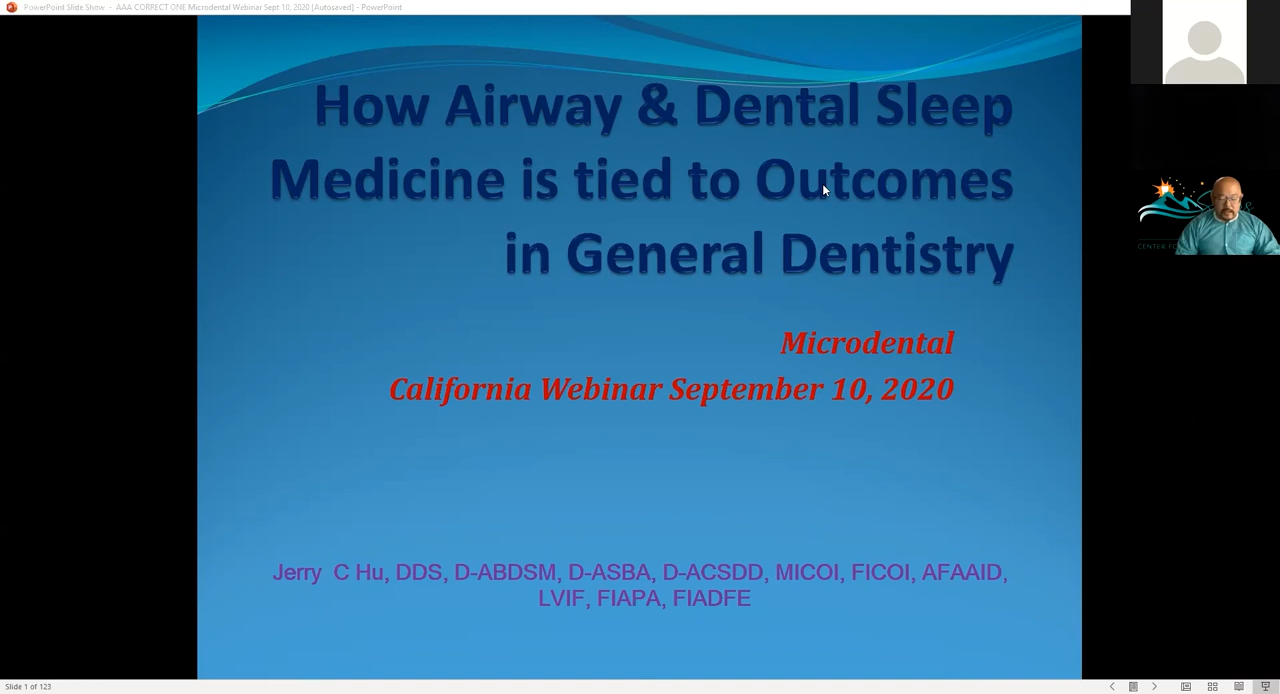 PowerPoint Slide Show - AAA CORRECT ONE Microdental Webinar Sept 10, 2020 [Autosaved] - PowerPoint
How Airway & Dental Sleep
Medicine is tied to Outcomes
in General Dentistry
Microdental
California Webinar September 10, 2020
CENTER
Jerry C Hu, DDS, D-ABDSM, D-ASBA, D-ACSDD, MICOI, FICOI, AFAAID,
LVIF, FIAPA, FIADFE
Slide 1 of 123